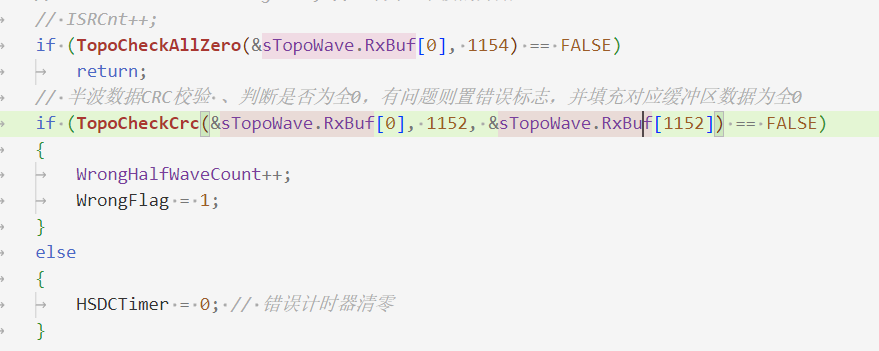 // ISRCnt++;
if (TopoCheckAllZero(&sTopoWave.RxBuf[0], 1154) == FALSE)
return;
// 半波数据CRC校验 、判断是否为全0，有问题则置错误标志，并填充对应缓冲区数据为全0
if (TopoCheckCrc(&sTopoWave.RxBuf[0], 1152, &sTopoWave.RxBuf[1152]) == FALSE)
{
WrongHalfWaveCount++;
WrongFlag = 1;
}
else
{
HSDCTimer = 0; // 错误计时器清零
}